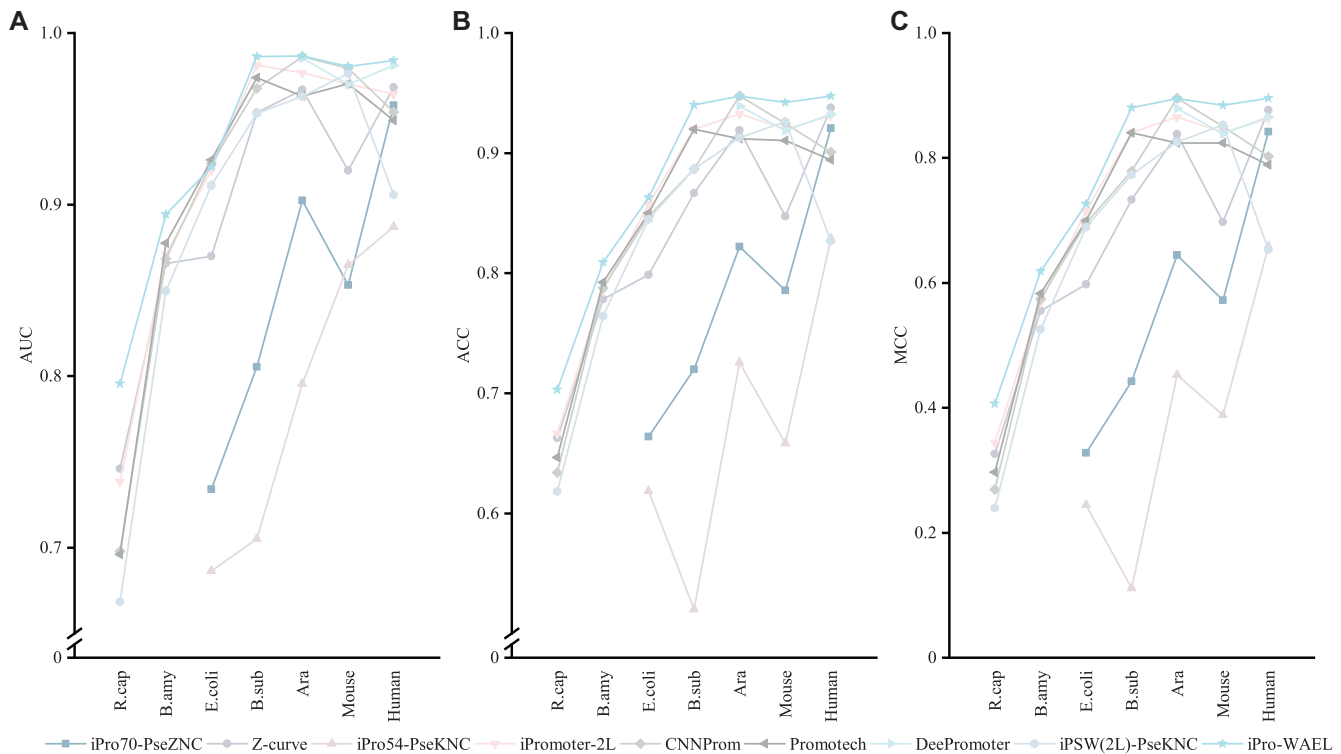 A
B
C
1.0
0.9
0.8
0.7
0
AUC
R.cap
B.amy
E.coli
B.sub
Ara
Mouse
Human
1.0
0.9
0.8
0.7
0.6
0
ACC
R.cap
B.amy
E.coli
B.sub
Ara
Mouse
Human
1.0
0.8
0.6
0.4
0.2
0
MCC
R.cap
B.amy
E.coli
B.sub
Ara
Mouse
Human
iPro70-PseZNC Z-curve iPro54-PseKNC iPromoter-2L CNNProm Promotech DeePromoter iPSW(2L)-PseKNC iPro-WAEL